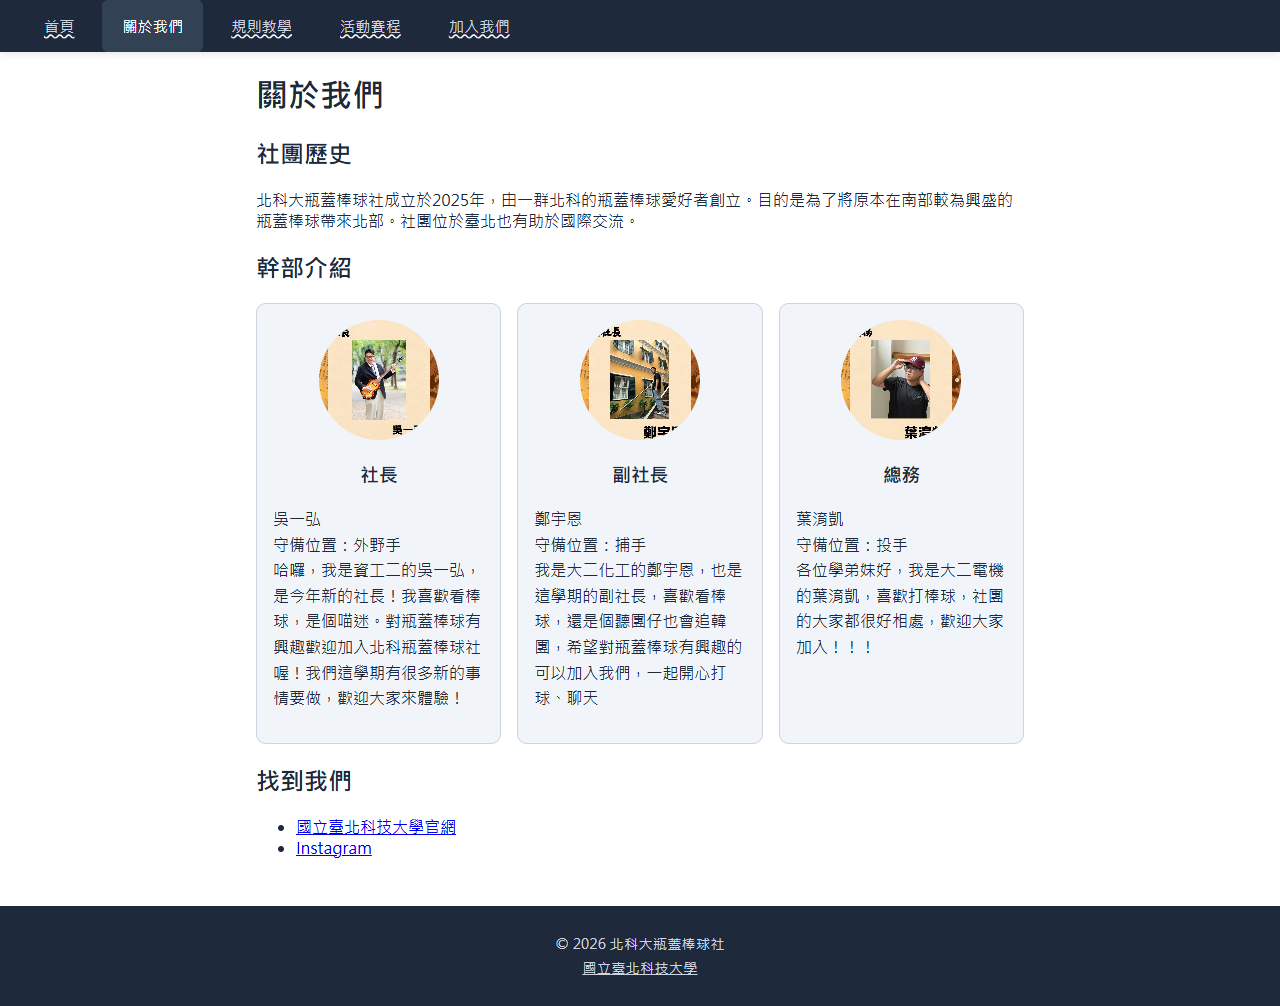 首頁
關於我們
規則教學
活動賽程
加入我們
關於我們
社團歷史
北科大瓶蓋棒球社成立於2025年，由一群北科的瓶蓋棒球愛好者創立。目的是為了將原本在南部較為興盛的
瓶蓋棒球帶來北部。社團位於臺北也有助於國際交流。
幹部介紹
社長
吳一弘
守備位置：外野手
哈囉，我是資工二的吳一弘，
是今年新的社長！我喜歡看棒
球，是個喵迷。對瓶蓋棒球有
興趣歡迎加入北科瓶蓋棒球社
喔！我們這學期有很多新的事
情要做，歡迎大家來體驗！
副社長
鄭宇恩
守備位置：捕手
我是大二化工的鄭宇恩，也是
這學期的副社長，喜歡看棒
球，還是個聽團仔也會追韓
團，希望對瓶蓋棒球有興趣的
可以加入我們，一起開心打
球、聊天
總務
葉淯凱
守備位置：投手
各位學弟妹好，我是大二電機
的葉淯凱，喜歡打棒球，社團
的大家都很好相處，歡迎大家
加入！！！
找到我們
國立臺北科技大學官網
Instagram
© 2026 北科大瓶蓋棒球社
國立臺北科技大學